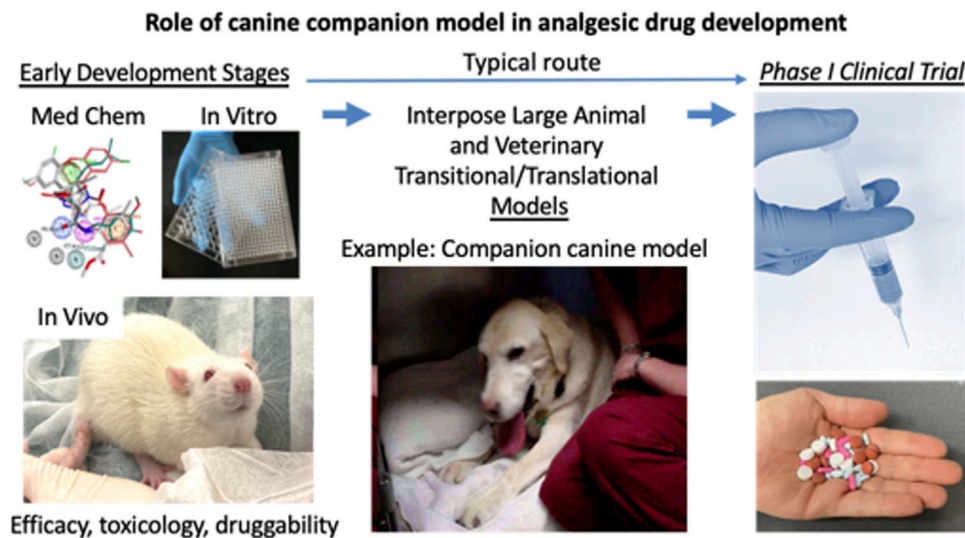 Role of canine companion model in analgesic drug development
Early Development Stages
Typical route
Phase I Clinical Trial
Med Chem
In Vitro
Interpose Large Animal
and Veterinary
Transitional/Translational
Models
Example: Companion canine model
In Vivo
Efficacy, toxicology, druggability